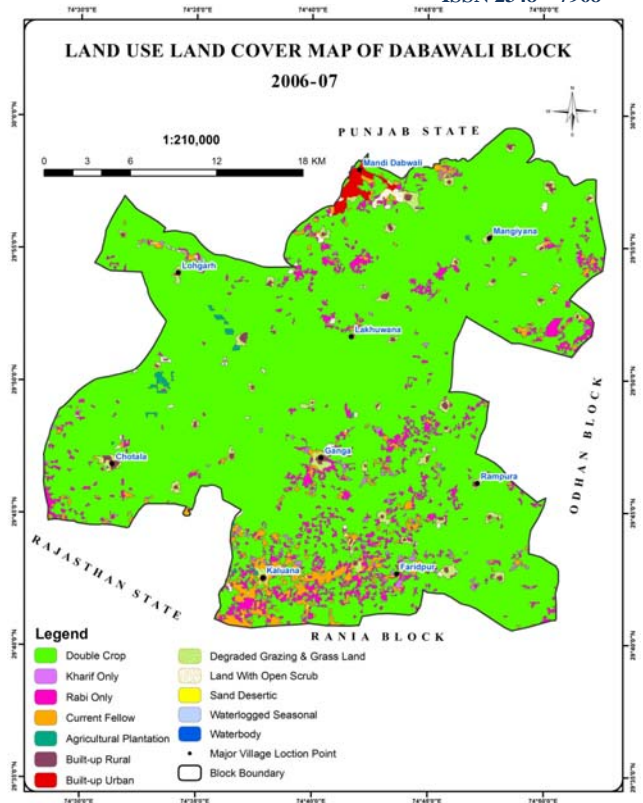 ISSN 2348 – 7968
LAND USE LAND COVER MAP OF DABAWALI BLOCK
2006-07
1:210,000
0 3 6 12 18 KM
N
W E
S
PUNJAB STATE
Mandi Dabwali
Mangiyana
Lohgarh
Lakhuwana
Ganga
Chotala
Rampura
ODHAN BLOCK
Kaluana
Faridpur
RAJASTHAN STATE
RANIA BLOCK
Legend
Double Crop
Kharif Only
Rabi Only
Current Fellow
Agricultural Plantation
Built-up Rural
Built-up Urban
Degraded Grazing & Grass Land
Land With Open Scrub
Sand Desertic
Waterlogged Seasonal
Waterbody
Major Village Loction Point
Block Boundary